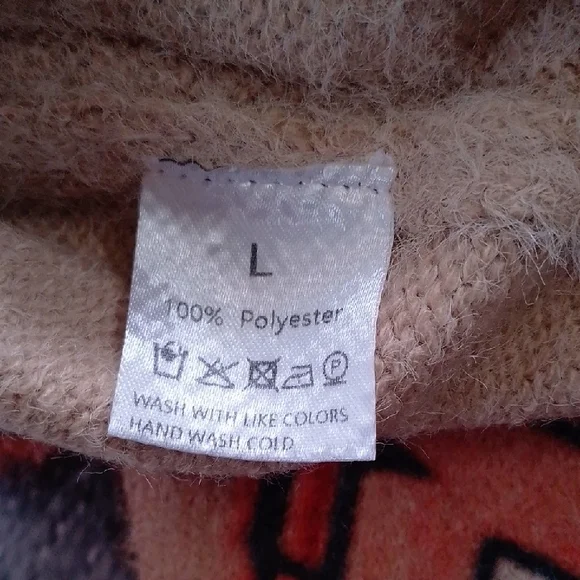 L
100% Polyester
P
WASH WITH LIKE COLORS
HAND WASH COLD